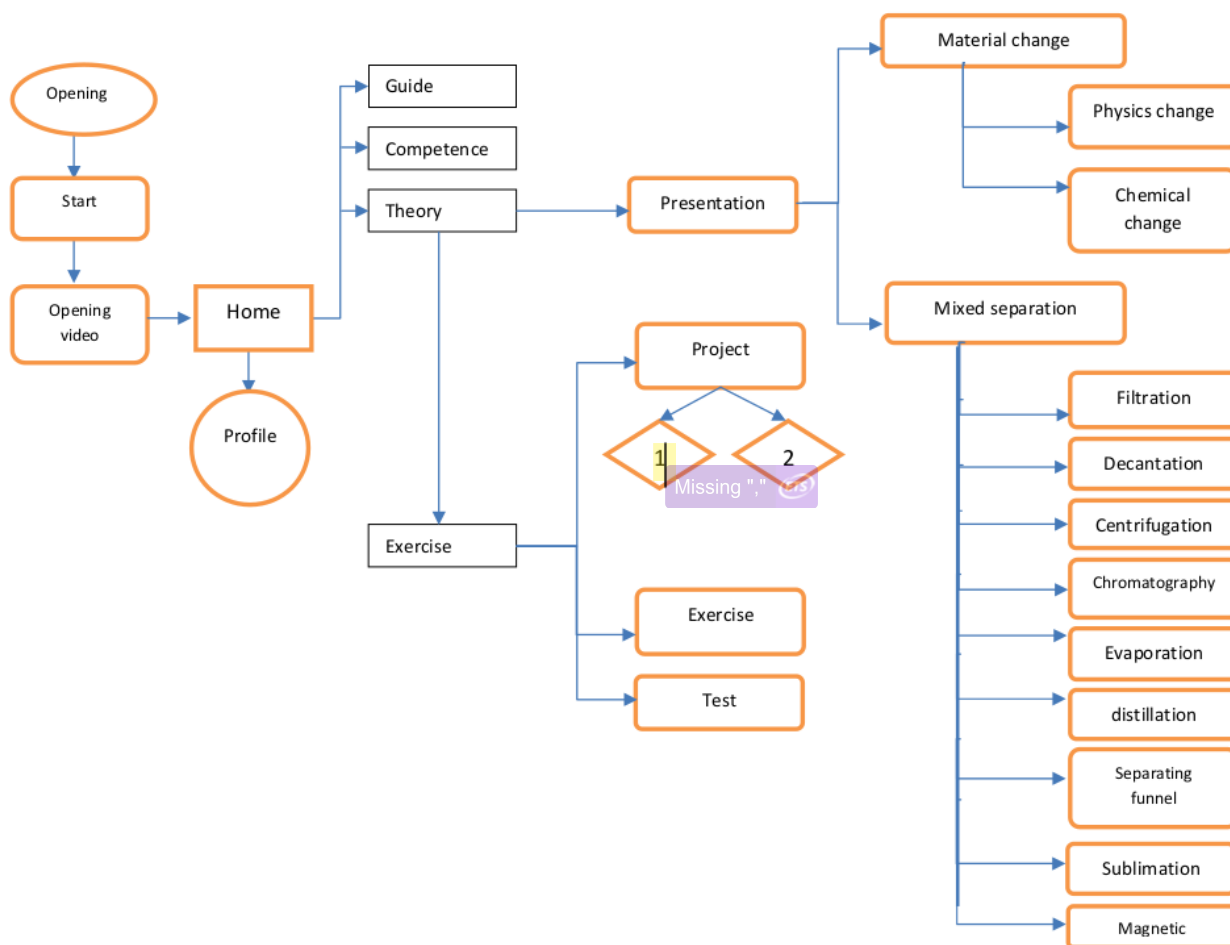 Opening
Start
Opening
video
Home
Profile
Guide
Competence
Theory
Exercise
Presentation
Project
1
2
Missing ","
Exercise
Test
Material change
Physics change
Chemical
change
Mixed separation
Filtration
Decantation
Centrifugation
Chromatography
Evaporation
distillation
Separating
funnel
Sublimation
Magnetic